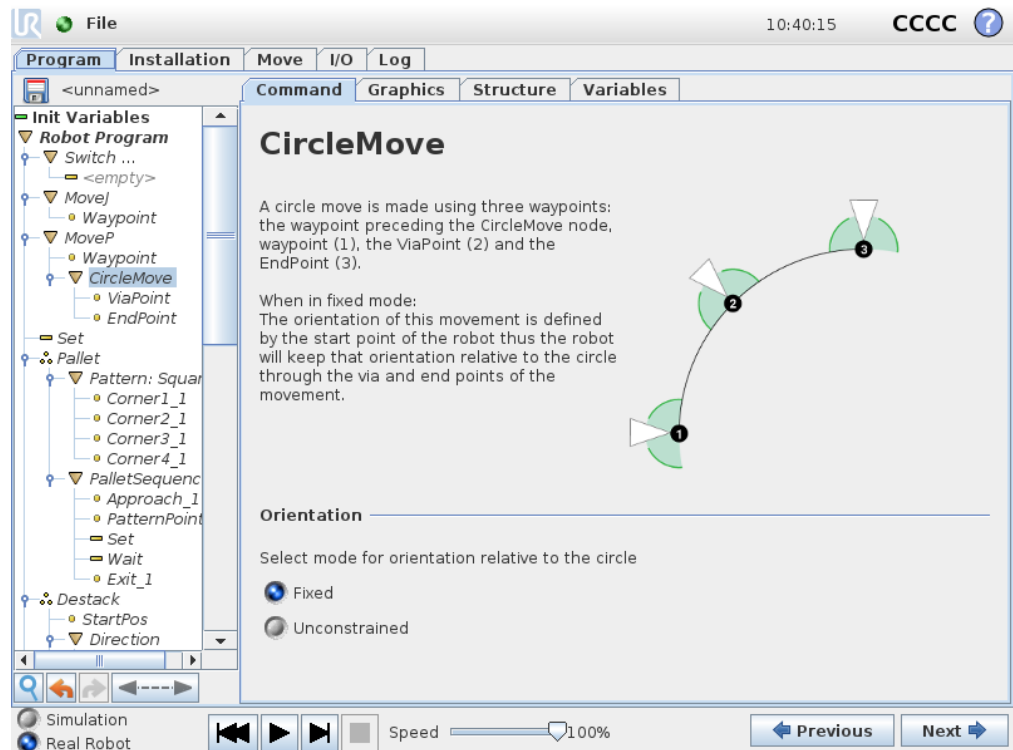 UR File 10:40:15 CCCC ?
Program Installation Move I/O Log
<unnamed>
Command Graphics Structure Variables
Init Variables
Robot Program
Switch ...
<empty>
MoveJ
Waypoint
MoveP
Waypoint
CircleMove
ViaPoint
EndPoint
Set
Pallet
Pattern: Squar
Corner1_1
Corner2_1
Corner3_1
Corner4_1
PalletSequenc
Approach_1
PatternPoint
Set
Wait
Exit_1
Destack
StartPos
Direction
CircleMove
A circle move is made using three waypoints:
the waypoint preceding the CircleMove node,
waypoint (1), the ViaPoint (2) and the
EndPoint (3).
When in fixed mode:
The orientation of this movement is defined
by the start point of the robot thus the robot
will keep that orientation relative to the circle
through the via and end points of the
movement.
3
2
1
Orientation
Select mode for orientation relative to the circle
Fixed
Unconstrained
Simulation
Real Robot
Speed 100%
Previous Next